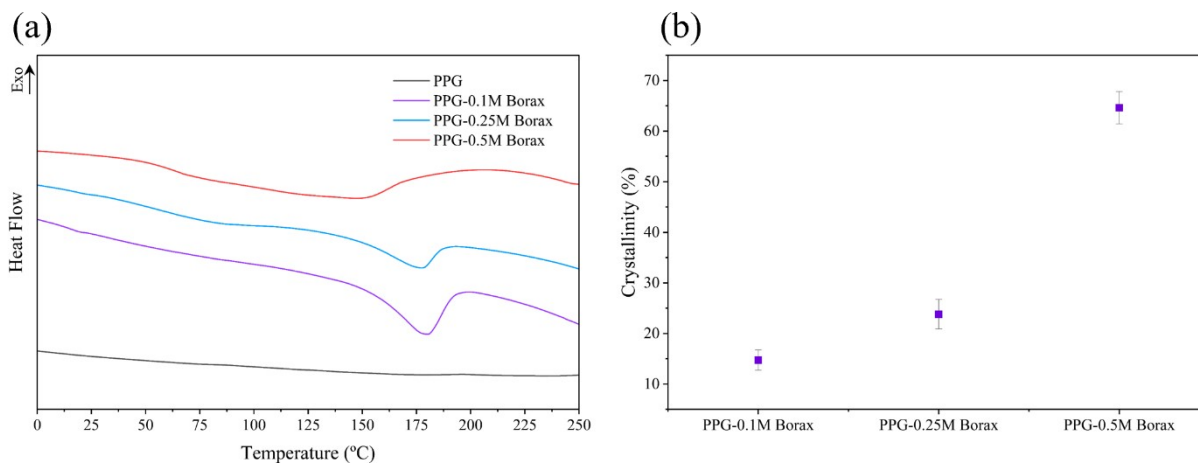 (a)
Exo
PPG
PPG-0.1M Borax
PPG-0.25M Borax
PPG-0.5M Borax
Heat Flow
0 25 50 75 100 125 150 175 200 225 250
Temperature (ºC)
(b)
70
60
50
40
30
20
10
Crystallinity (%)
PPG-0.1M Borax PPG-0.25M Borax PPG-0.5M Borax